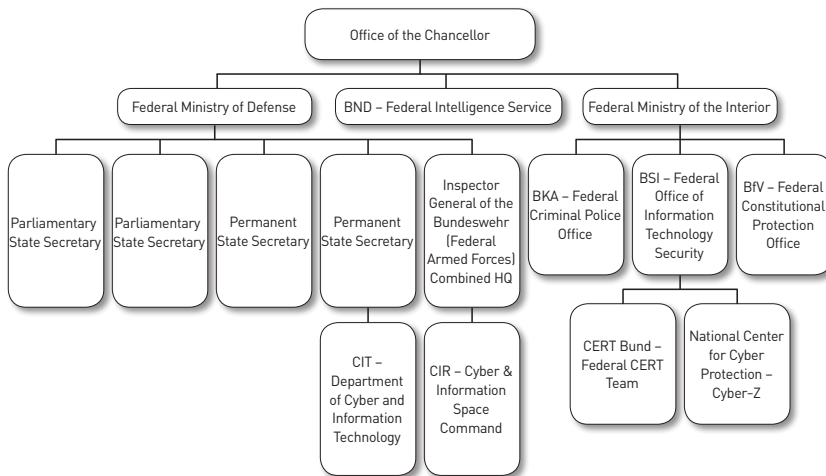 Office of the Chancellor
Federal Ministry of Defense
BND – Federal Intelligence Service
Federal Ministry of the Interior
Parliamentary
State Secretary
Parliamentary
State Secretary
Permanent
State Secretary
Permanent
State Secretary
Inspector
General of the
Bundeswehr
(Federal
Armed Forces)
Combined HQ
BKA – Federal
Criminal Police
Office
BSI – Federal
Office of
Information
Technology
Security
BfV – Federal
Constitutional
Protection
Office
CIT –
Department
of Cyber and
Information
Technology
CIR – Cyber &
Information
Space
Command
CERT Bund –
Federal CERT
Team
National Center
for Cyber
Protection –
Cyber-Z